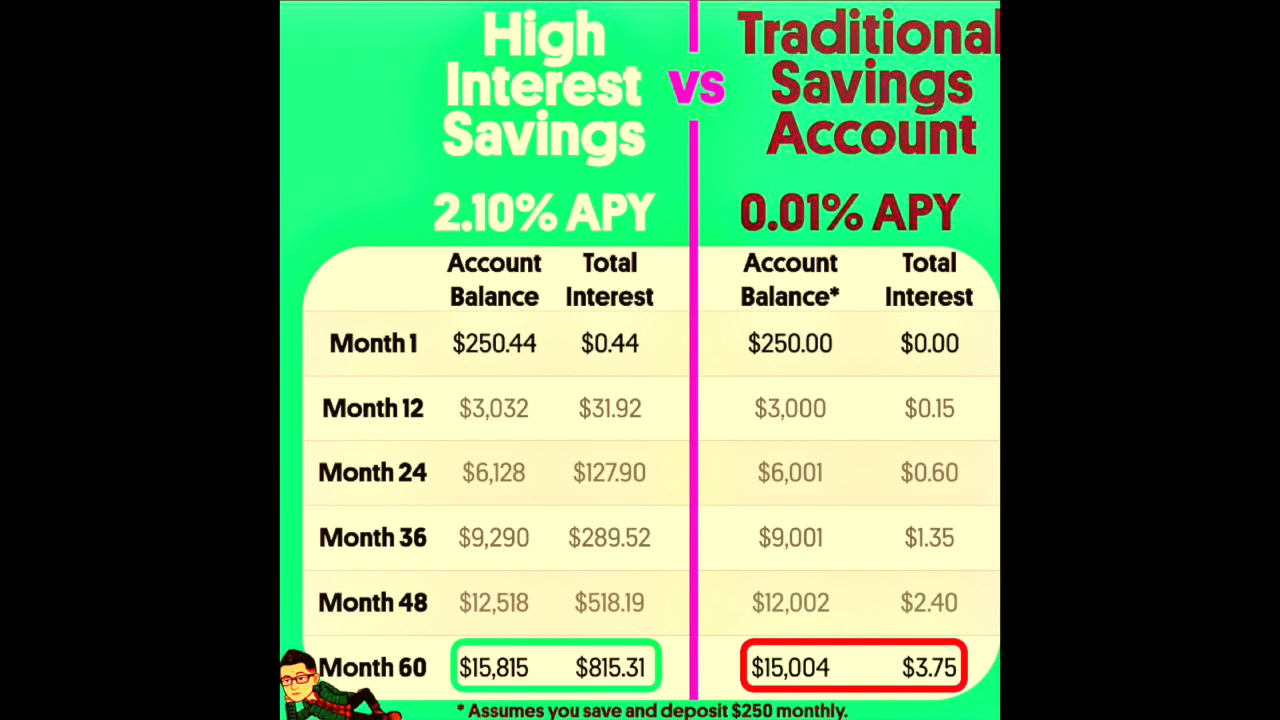 High
Interest
Savings
vs
Traditional
Savings
Account
2.10% APY
0.01% APY
Account Balance Total Interest Account Balance* Total Interest
Month 1 $250.44 $0.44 $250.00 $0.00
Month 12 $3,032 $31.92 $3,000 $0.15
Month 24 $6,128 $127.90 $6,001 $0.60
Month 36 $9,290 $289.52 $9,001 $1.35
Month 48 $12,518 $518.19 $12,002 $2.40
Month 60 $15,815 $815.31 $15,004 $3.75
* Assumes you save and deposit $250 monthly.